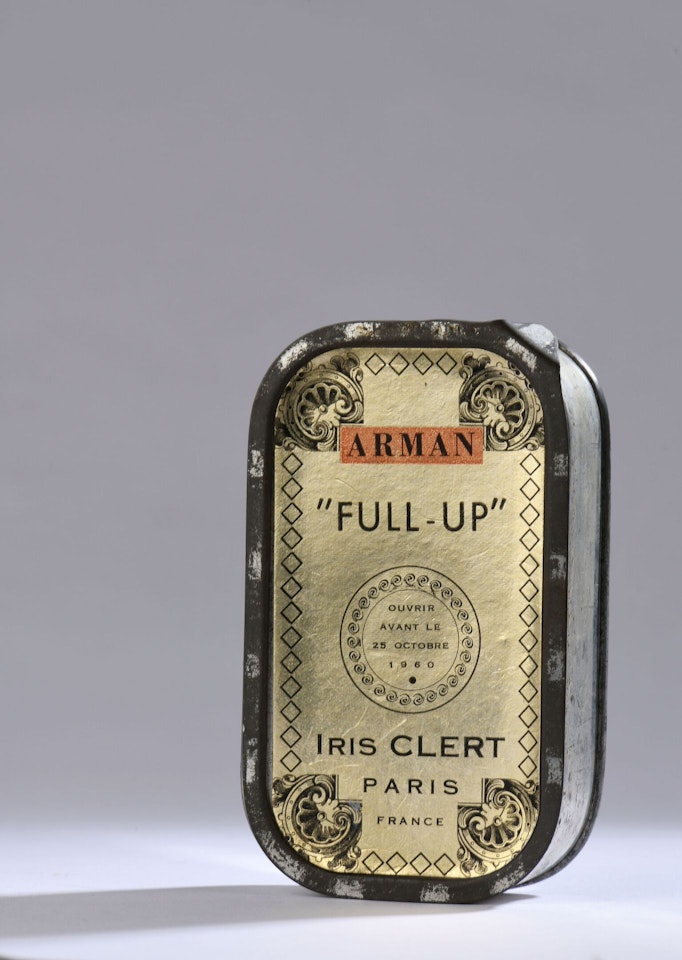 ARMAN
"FULL-UP"
OUVRIR
AVANT LE
25 OCTOBRE
1960
IRIS CLERT
PARIS
FRANCE